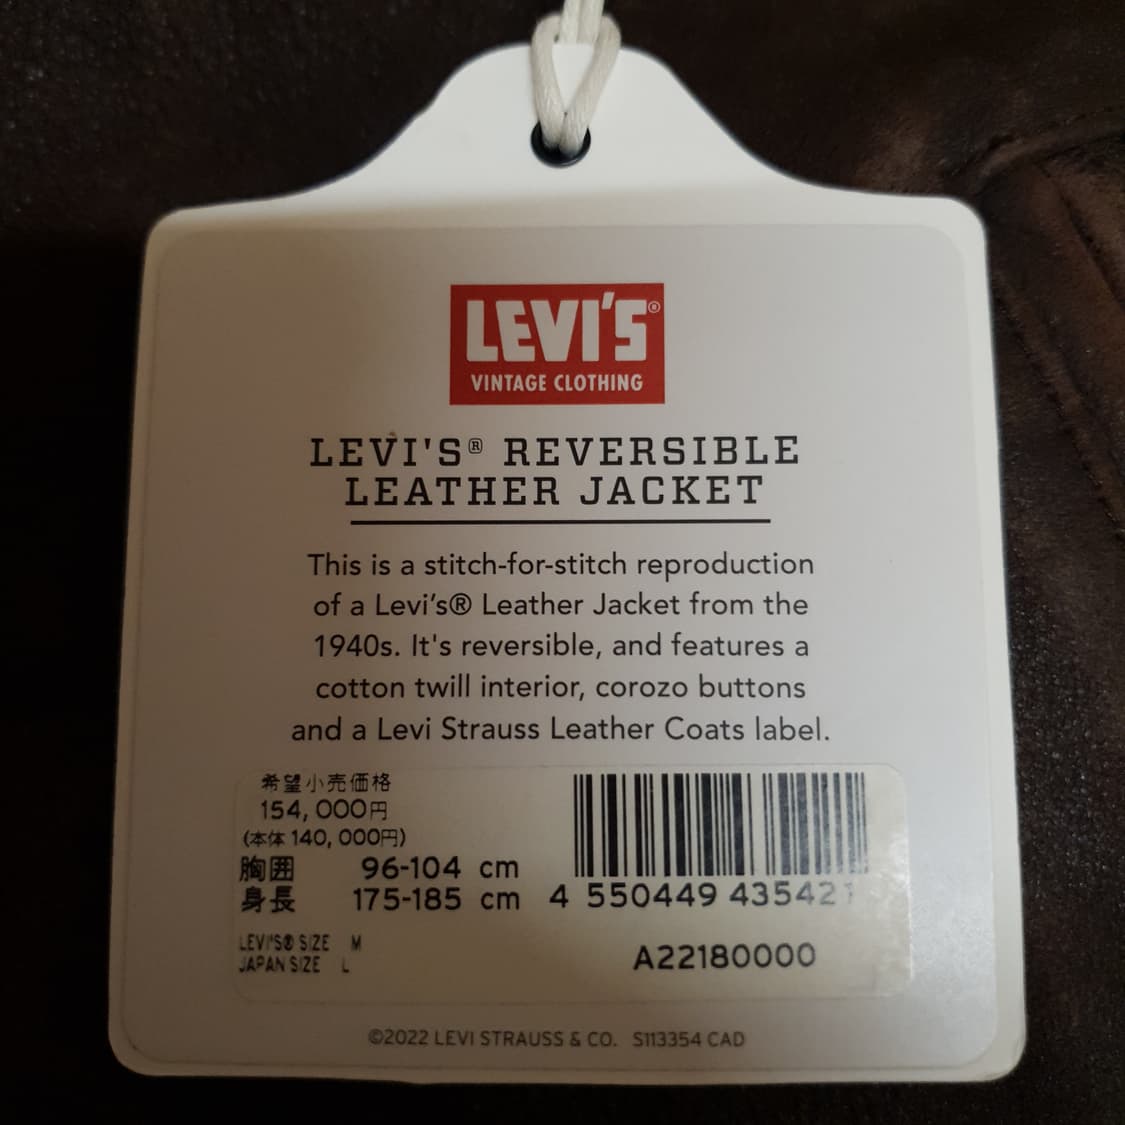 LEVI'S®
VINTAGE CLOTHING
LEVI'S® REVERSIBLE
LEATHER JACKET
This is a stitch-for-stitch reproduction
of a Levi's® Leather Jacket from the
1940s. It's reversible, and features a
cotton twill interior, corozo buttons
and a Levi Strauss Leather Coats label.
希望小売価格
154,000円
(本体 140,000円)
胸囲 96-104 cm
身長 175-185 cm
4 550449 435421
LEVI'S® SIZE M
JAPAN SIZE L
A22180000
©2022 LEVI STRAUSS & CO. S113354 CAD